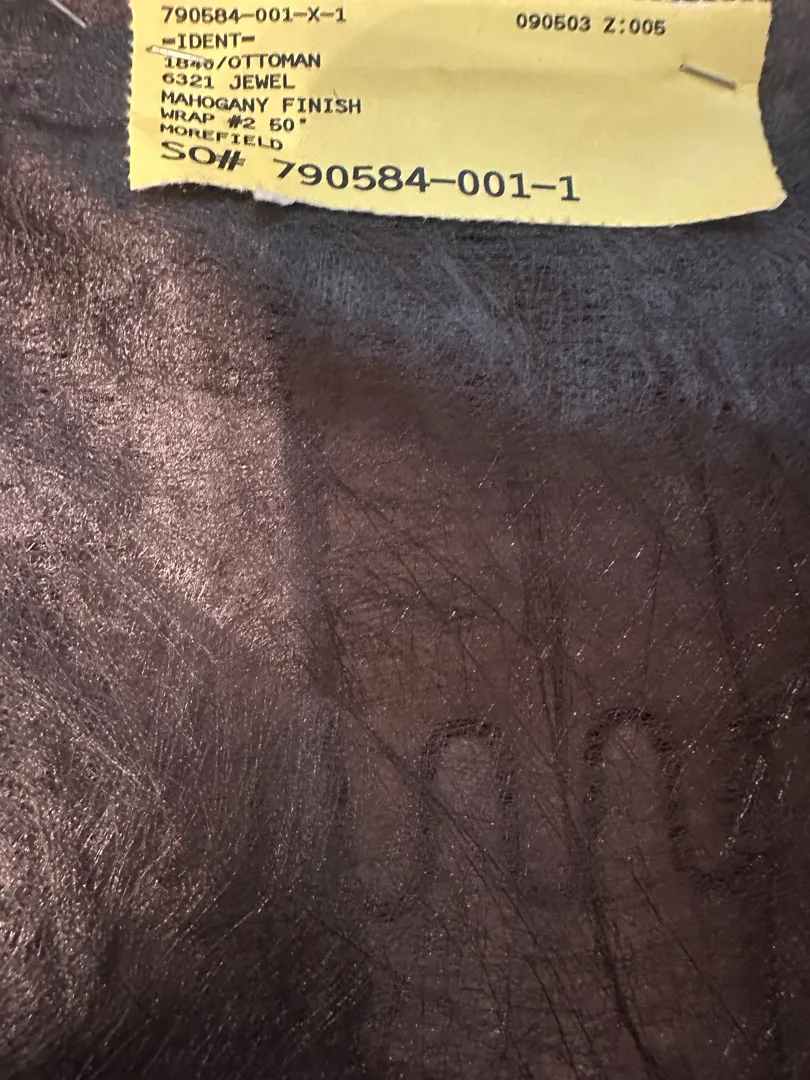 790584-001-X-1 090503 Z:005
=IDENT=
1846/OTTOMAN
6321 JEWEL
MAHOGANY FINISH
WRAP #2 50"
MOREFIELD
SO# 790584-001-1